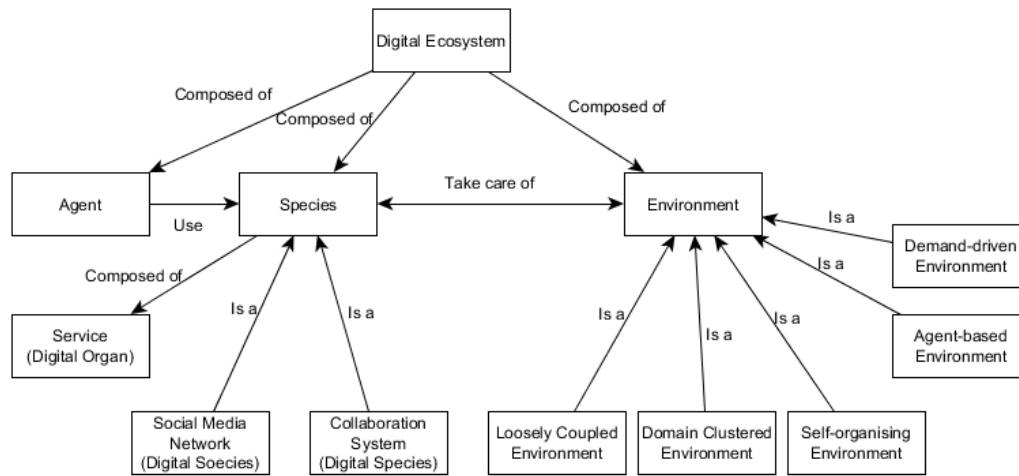 Digital Ecosystem
Composed of
Composed of
Composed of
Agent
Use
Species
Take care of
Environment
Is a
Demand-driven
Environment
Composed of
Is a
Service
(Digital Organ)
Is a
Is a
Is a
Is a
Is a
Agent-based
Environment
Social Media
Network
(Digital Soecies)
Collaboration
System
(Digital Species)
Loosely Coupled
Environment
Domain Clustered
Environment
Self-organising
Environment